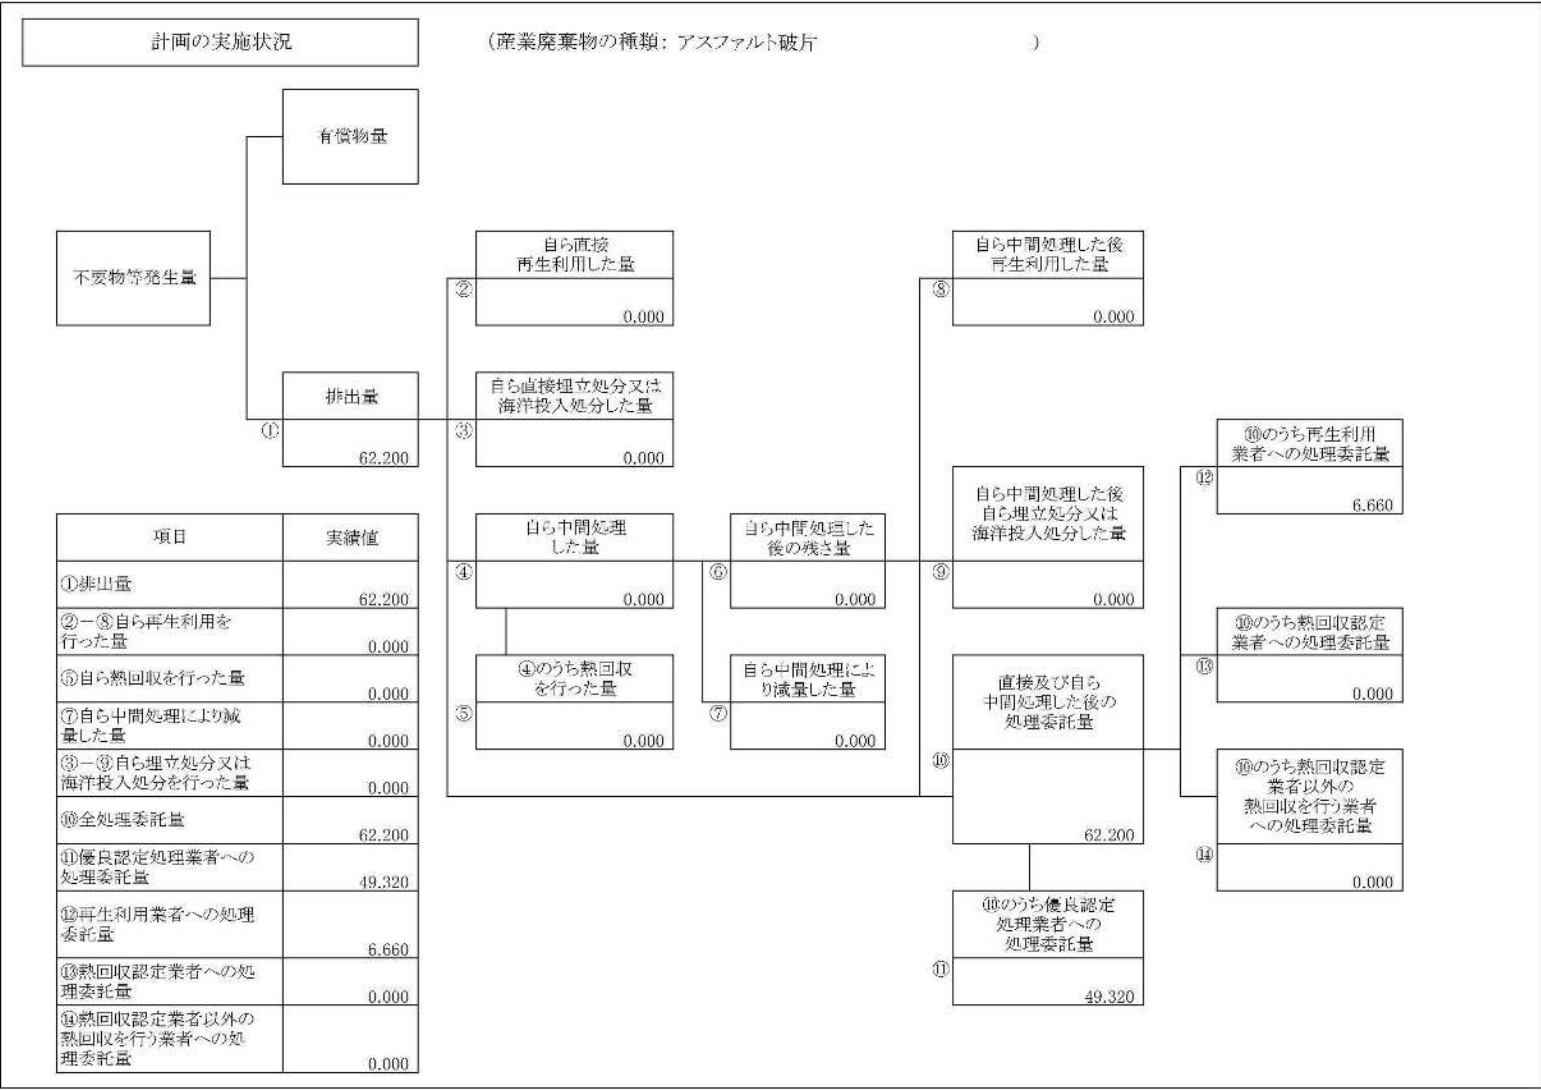 計画の実施状況
（産業廃棄物の種類： アスファルト破片 ）
有償物量
不要物等発生量
排出量
①
62.200
自ら直接
再生利用した量
②
0.000
自ら直接埋立処分又は
海洋投入処分した量
③
0.000
自ら中間処理
した量
④
0.000
④のうち熱回収
を行った量
⑤
0.000
自ら中間処理した
後の残さ量
⑥
0.000
自ら中間処理によ
り減量した量
⑦
0.000
自ら中間処理した後
再生利用した量
⑧
0.000
自ら中間処理した後
自ら埋立処分又は
海洋投入処分した量
⑨
0.000
直接及び自ら
中間処理した後の
処理委託量
⑩
62.200
⑩のうち優良認定
処理業者への
処理委託量
⑪
49.320
⑩のうち再生利用
業者への処理委託量
⑫
6.660
⑩のうち熱回収認定
業者への処理委託量
⑬
0.000
⑩のうち熱回収認定
業者以外の
熱回収を行う業者
への処理委託量
⑭
0.000
項目 実績値
①排出量
62.200
②－⑧自ら再生利用を
行った量
0.000
⑤自ら熱回収を行った量
0.000
⑦自ら中間処理により減
量した量
0.000
③－⑨自ら埋立処分又は
海洋投入処分を行った量
0.000
⑩全処理委託量
62.200
⑪優良認定処理業者への
処理委託量
49.320
⑫再生利用業者への処理
委託量
6.660
⑬熱回収認定業者への処
理委託量
0.000
⑭熱回収認定業者以外の
熱回収を行う業者への処
理委託量
0.000